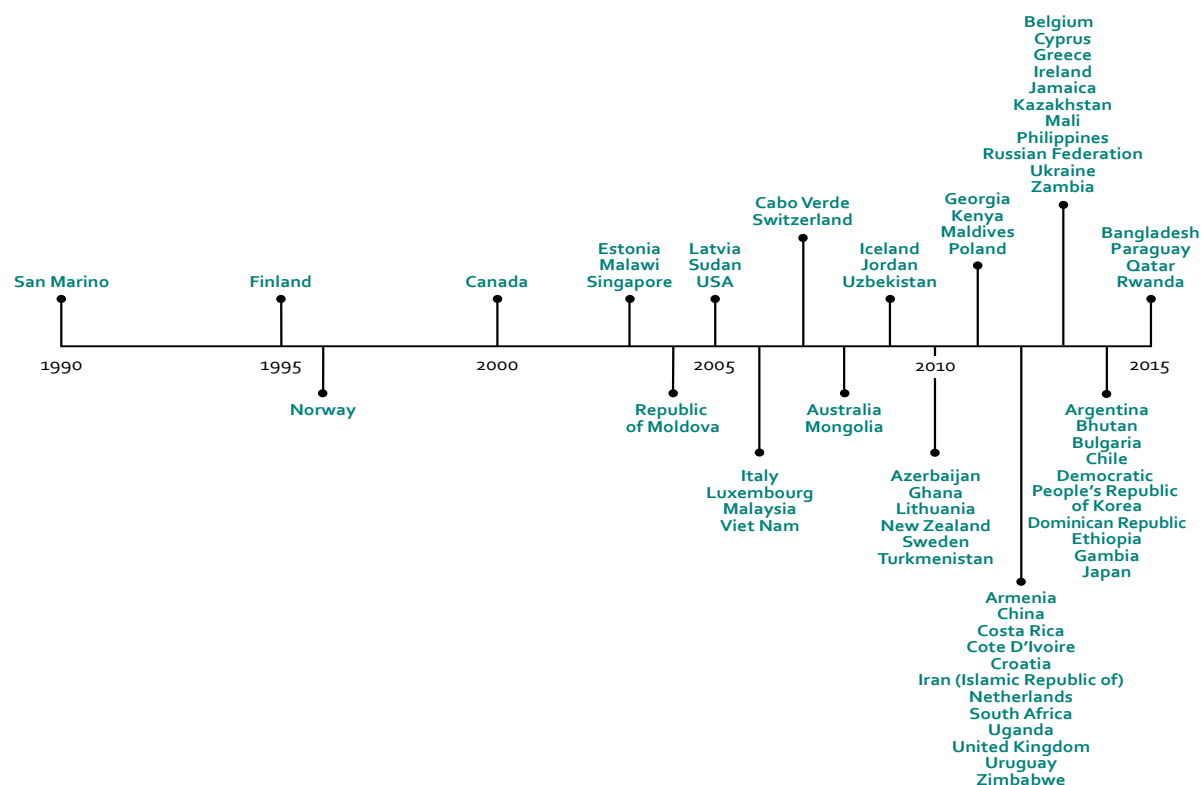 Belgium
Cyprus
Greece
Ireland
Jamaica
Kazakhstan
Mali
Philippines
Russian Federation
Ukraine
Zambia
Cabo Verde
Switzerland
Georgia
Kenya
Maldives
Poland
Bangladesh
Paraguay
Qatar
Rwanda
San Marino
Finland
Canada
Estonia
Malawi
Singapore
Latvia
Sudan
USA
Iceland
Jordan
Uzbekistan
1990
1995
2000
2005
2010
2015
Norway
Republic
of Moldova
Italy
Luxembourg
Malaysia
Viet Nam
Australia
Mongolia
Azerbaijan
Ghana
Lithuania
New Zealand
Sweden
Turkmenistan
Argentina
Bhutan
Bulgaria
Chile
Democratic
People's Republic
of Korea
Dominican Republic
Ethiopia
Gambia
Japan
Armenia
China
Costa Rica
Cote D'Ivoire
Croatia
Iran (Islamic Republic of)
Netherlands
South Africa
Uganda
United Kingdom
Uruguay
Zimbabwe